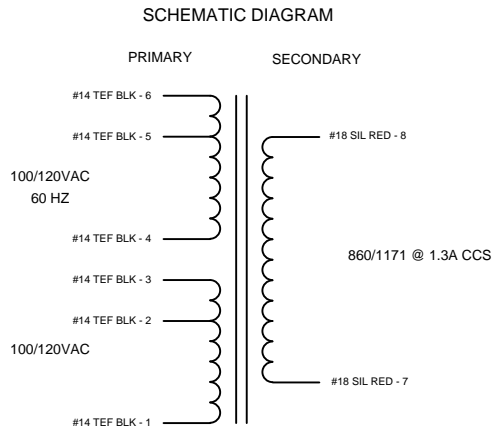 SCHEMATIC DIAGRAM
PRIMARY
SECONDARY
#14 TEF BLK - 6
#14 TEF BLK - 5
#18 SIL RED - 8
100/120VAC
60 HZ
#14 TEF BLK - 4
860/1171 @ 1.3A CCS
#14 TEF BLK - 3
#14 TEF BLK - 2
100/120VAC
#18 SIL RED - 7
#14 TEF BLK - 1